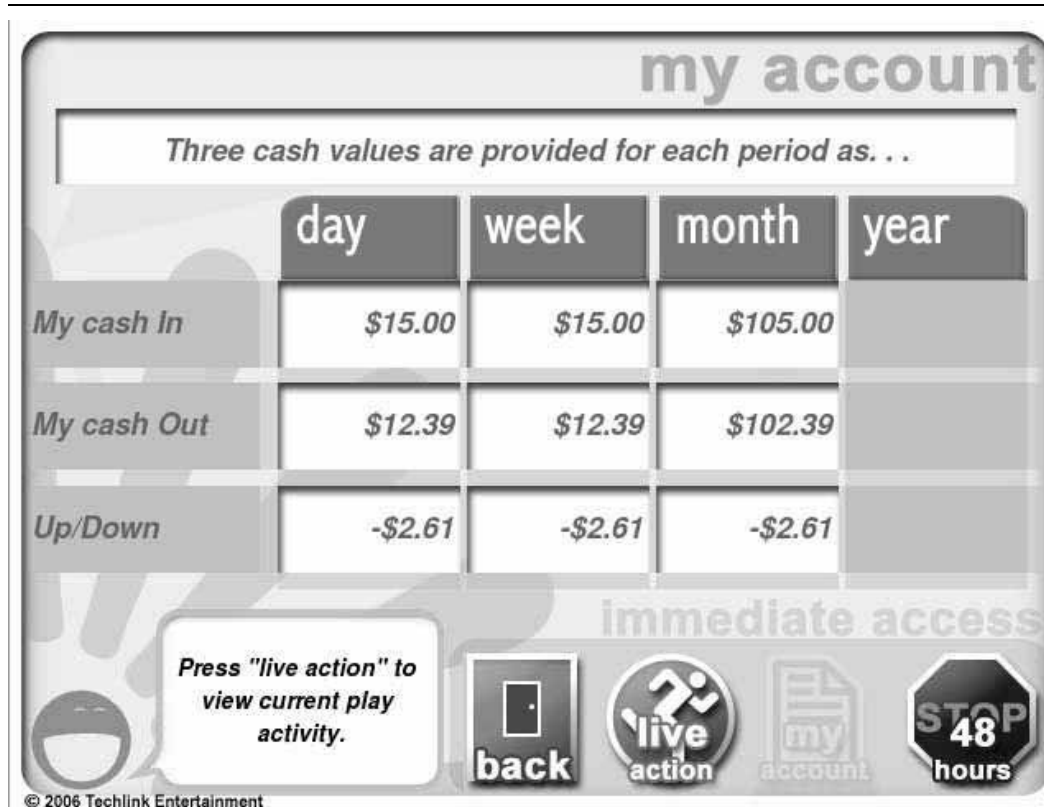 my account
Three cash values are provided for each period as. . .
day week month year
My cash In $15.00 $15.00 $105.00
My cash Out $12.39 $12.39 $102.39
Up/Down -$2.61 -$2.61 -$2.61
immediate access
Press "live action" to
view current play
activity.
back
live
action
my
account
STOP
48
hours
© 2006 Techlink Entertainment